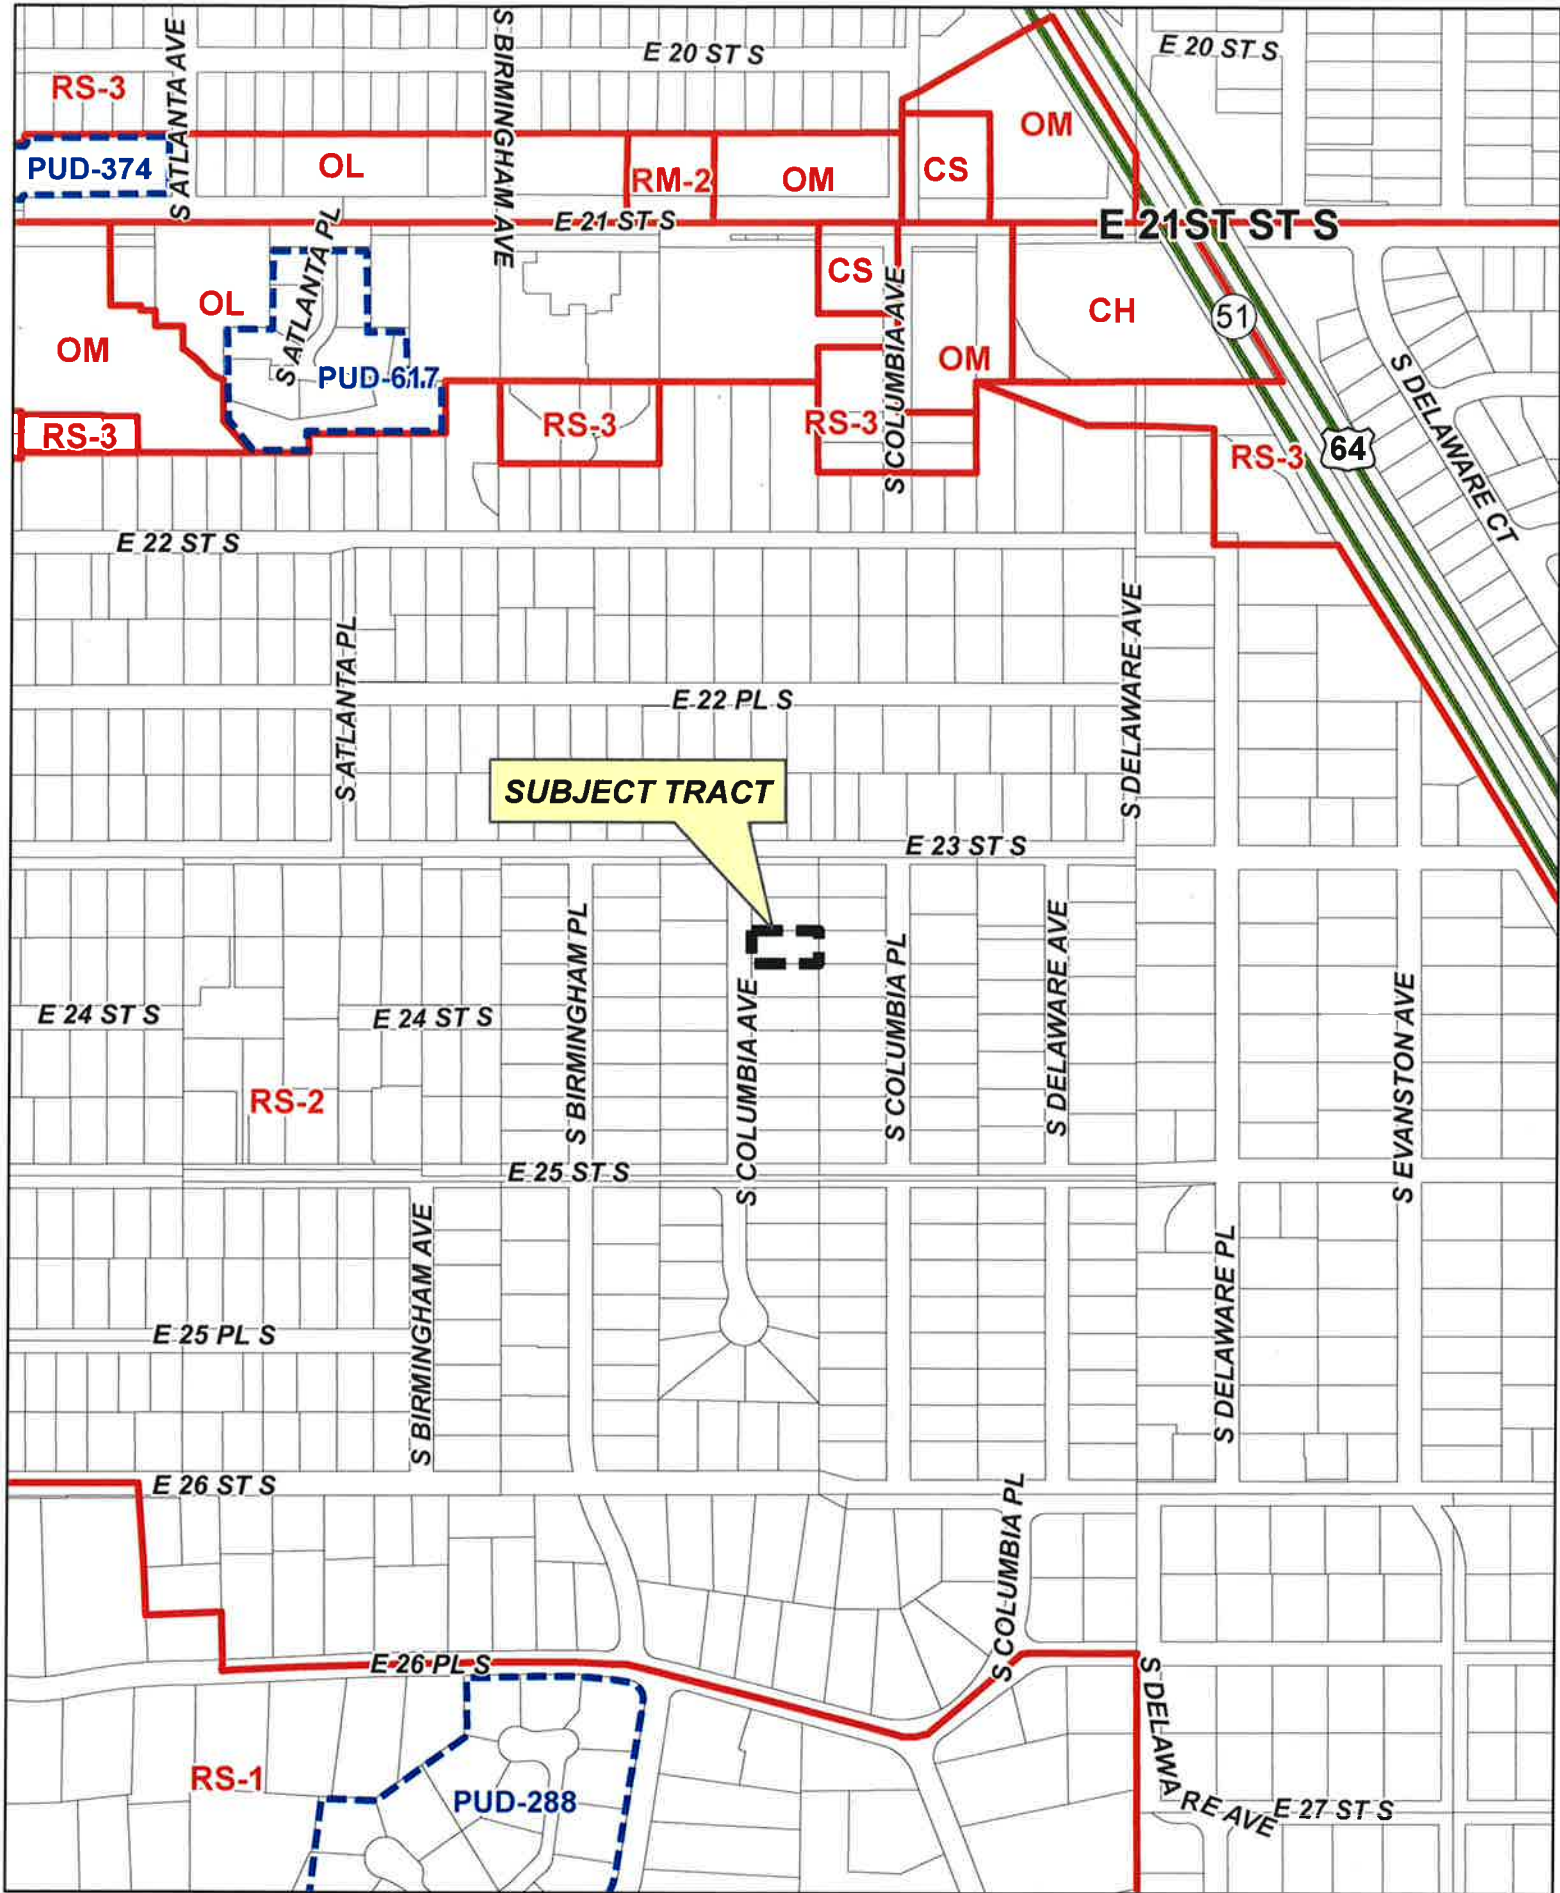 S ATLANTA AVE
S BIRMINGHAM AVE
E 20 ST S
E 20 ST S
RS-3
OM
PUD-374
OL
RM-2
OM
CS
E 21 ST S
E 21ST ST S
S ATLANTA PL
CS
OL
CH
51
S COLUMBIA AVE
OM
OM
PUD-617
S DELAWARE CT
RS-3
RS-3
RS-3
RS-3
64
E 22 ST S
S ATLANTA PL
S DELAWARE AVE
E 22 PL S
SUBJECT TRACT
E 23 ST S
S BIRMINGHAM PL
S COLUMBIA AVE
S COLUMBIA PL
S DELAWARE AVE
S EVANSTON AVE
E 24 ST S
E 24 ST S
RS-2
E 25 ST S
S BIRMINGHAM AVE
S DELAWARE PL
E 25 PL S
E 26 ST S
S COLUMBIA PL
E 26 PL S
S DELAWARE AVE
RS-1
PUD-288
E 27 ST S